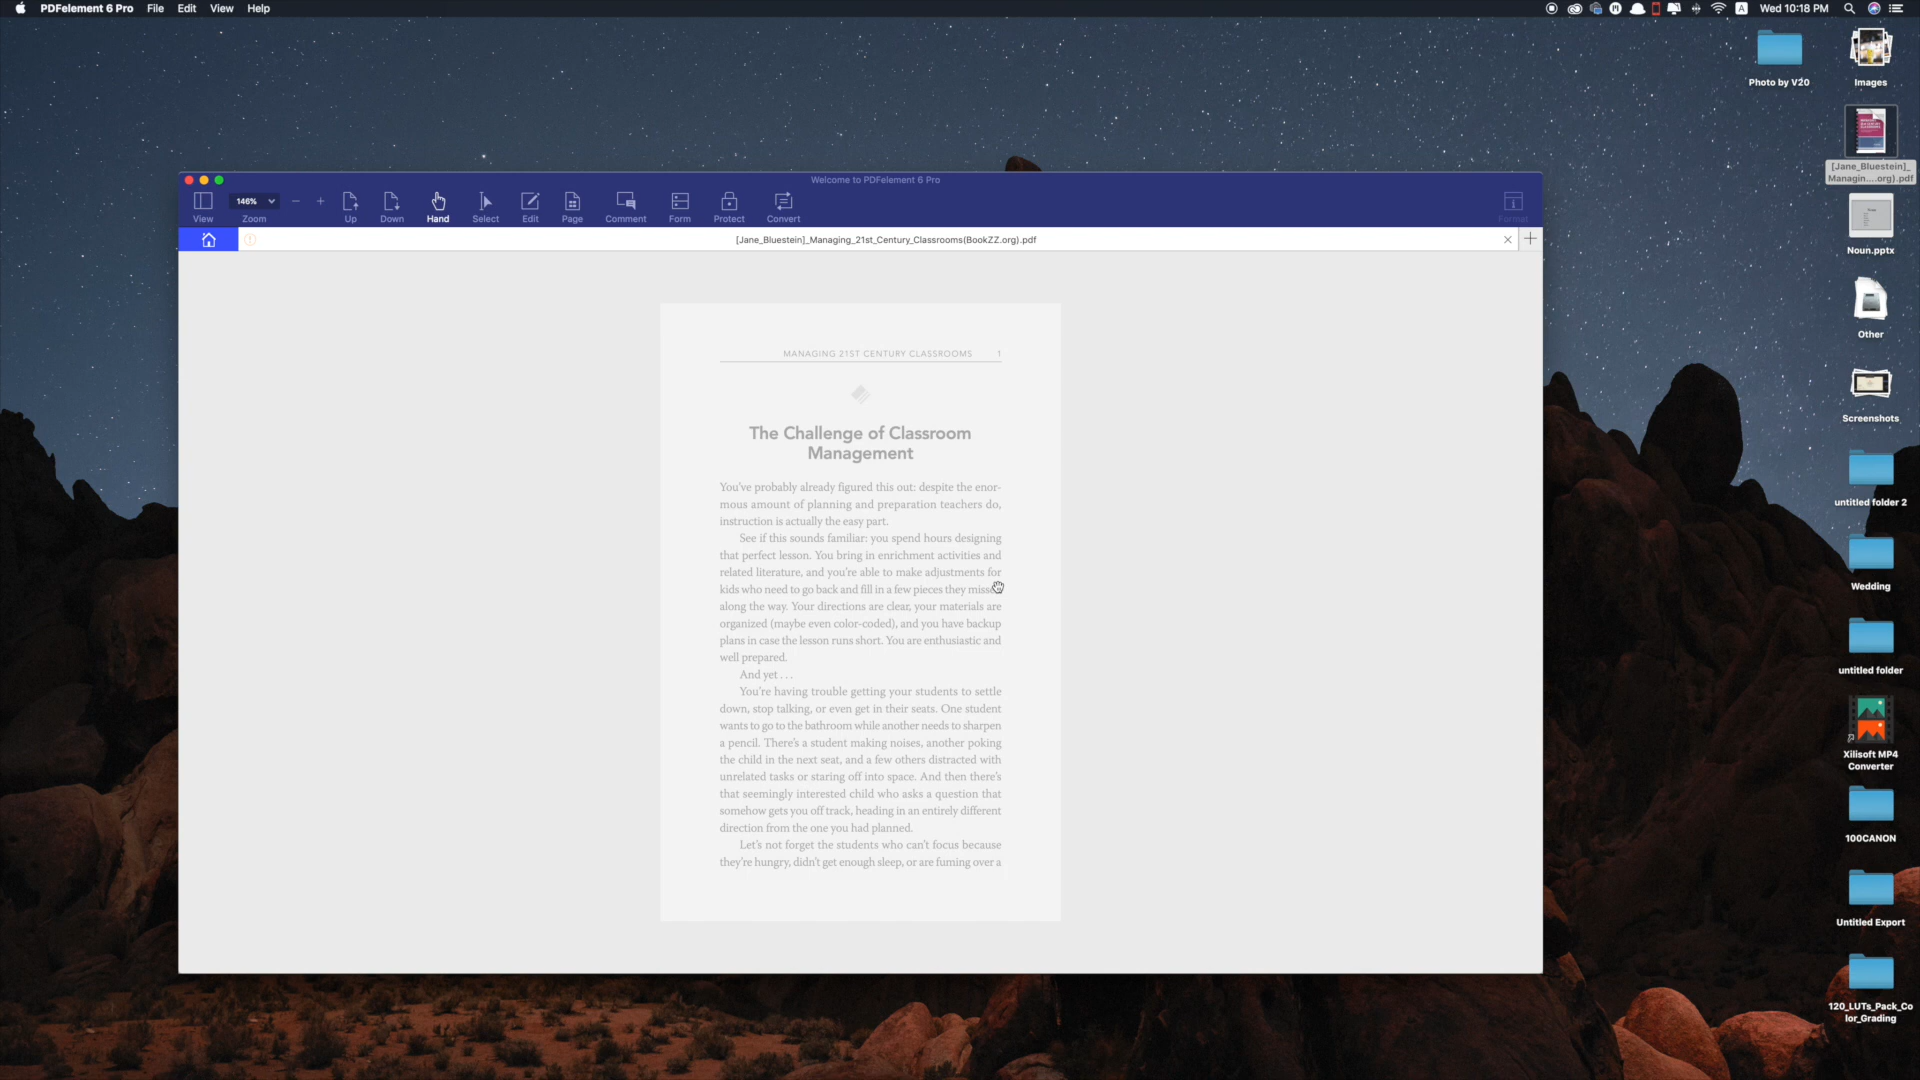 PDFelement 6 Pro File Edit View Help
A Wed 10:18 PM
Photo by V20
Images
[Jane_Bluestein]_
Managin....org).pdf
Noun.pptx
Other
Screenshots
untitled folder 2
Wedding
untitled folder
Xilisoft MP4
Converter
100CANON
Untitled Export
120_LUTs_Pack_Co
lor_Grading
Welcome to PDFelement 6 Pro
146%
View Zoom Up Down Hand Select Edit Page Comment Form Protect Convert Format
[Jane_Bluestein]_Managing_21st_Century_Classrooms(BookZZ.org).pdf
MANAGING 21ST CENTURY CLASSROOMS 1
The Challenge of Classroom
Management
You've probably already figured this out: despite the enor-
mous amount of planning and preparation teachers do,
instruction is actually the easy part.
See if this sounds familiar: you spend hours designing
that perfect lesson. You bring in enrichment activities and
related literature, and you're able to make adjustments for
kids who need to go back and fill in a few pieces they missed
along the way. Your directions are clear, your materials are
organized (maybe even color-coded), and you have backup
plans in case the lesson runs short. You are enthusiastic and
well prepared.
And yet . . .
You're having trouble getting your students to settle
down, stop talking, or even get in their seats. One student
wants to go to the bathroom while another needs to sharpen
a pencil. There's a student making noises, another poking
the child in the next seat, and a few others distracted with
unrelated tasks or staring off into space. And then there's
that seemingly interested child who asks a question that
somehow gets you off track, heading in an entirely different
direction from the one you had planned.
Let's not forget the students who can't focus because
they're hungry, didn't get enough sleep, or are fuming over a